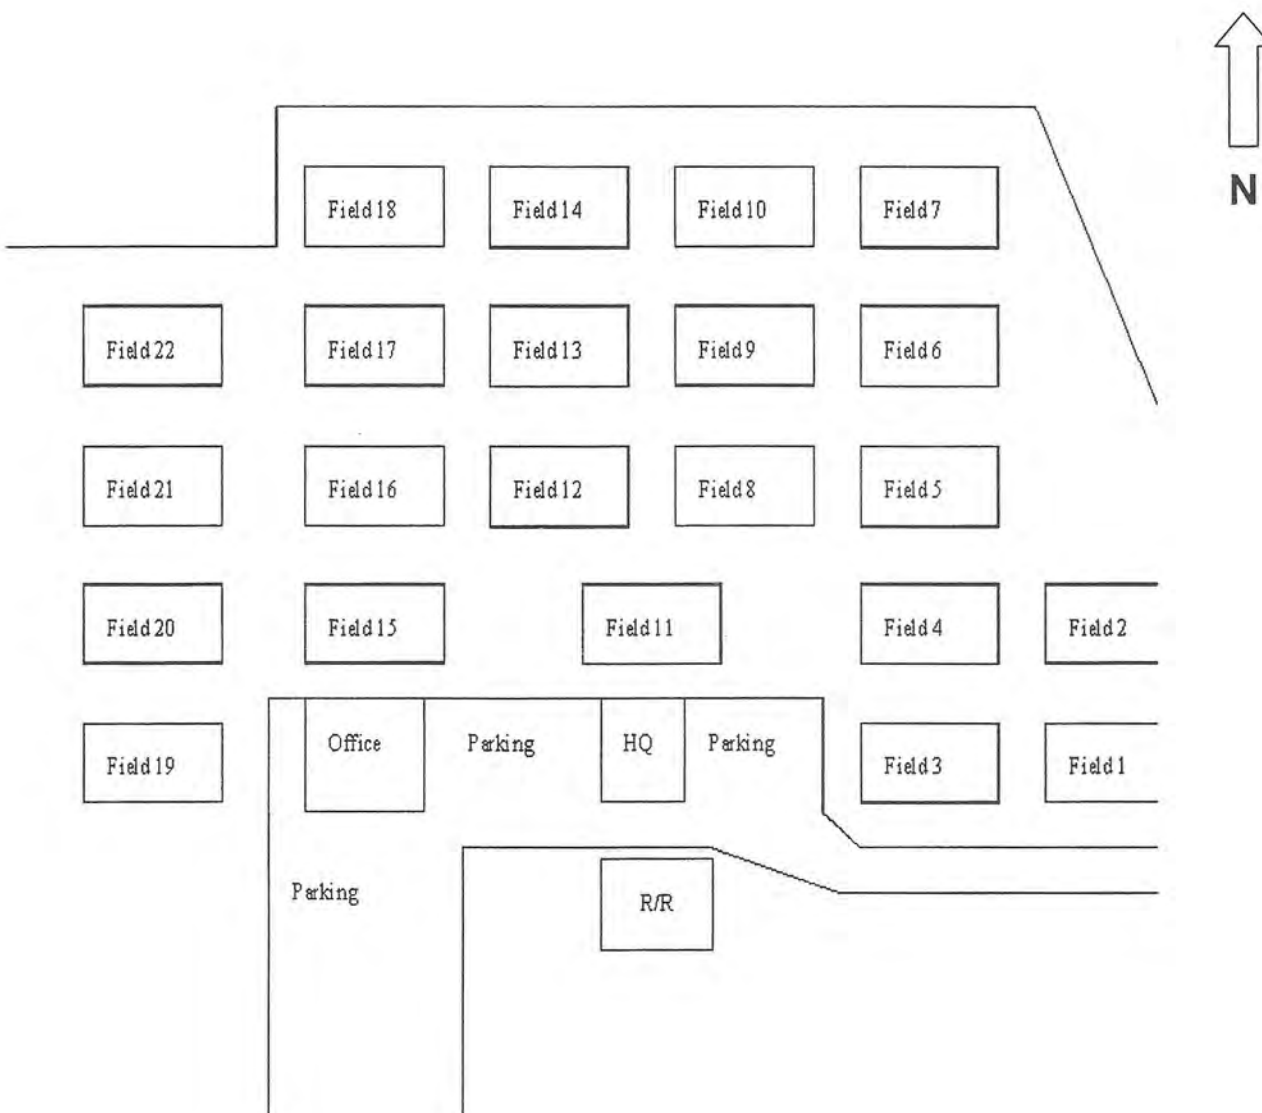 N
Field 18 Field 14 Field 10 Field 7
Field 22 Field 17 Field 13 Field 9 Field 6
Field 21 Field 16 Field 12 Field 8 Field 5
Field 20 Field 15 Field 11 Field 4 Field 2
Office Parking HQ Parking
Field 19 Field 3 Field 1
Parking R/R